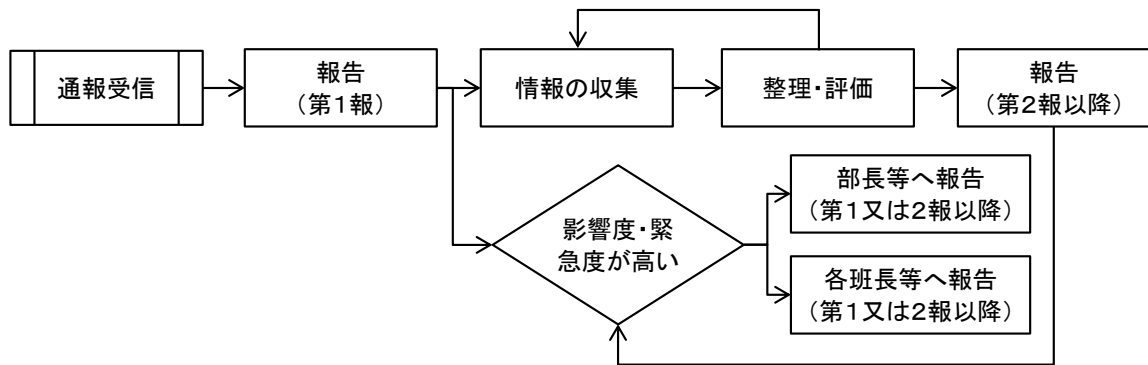 通報受信
報告
（第１報）
情報の収集
整理・評価
報告
（第２報以降）
影響度・緊
急度が高い
部長等へ報告
（第１又は２報以降）
各班長等へ報告
（第１又は２報以降）